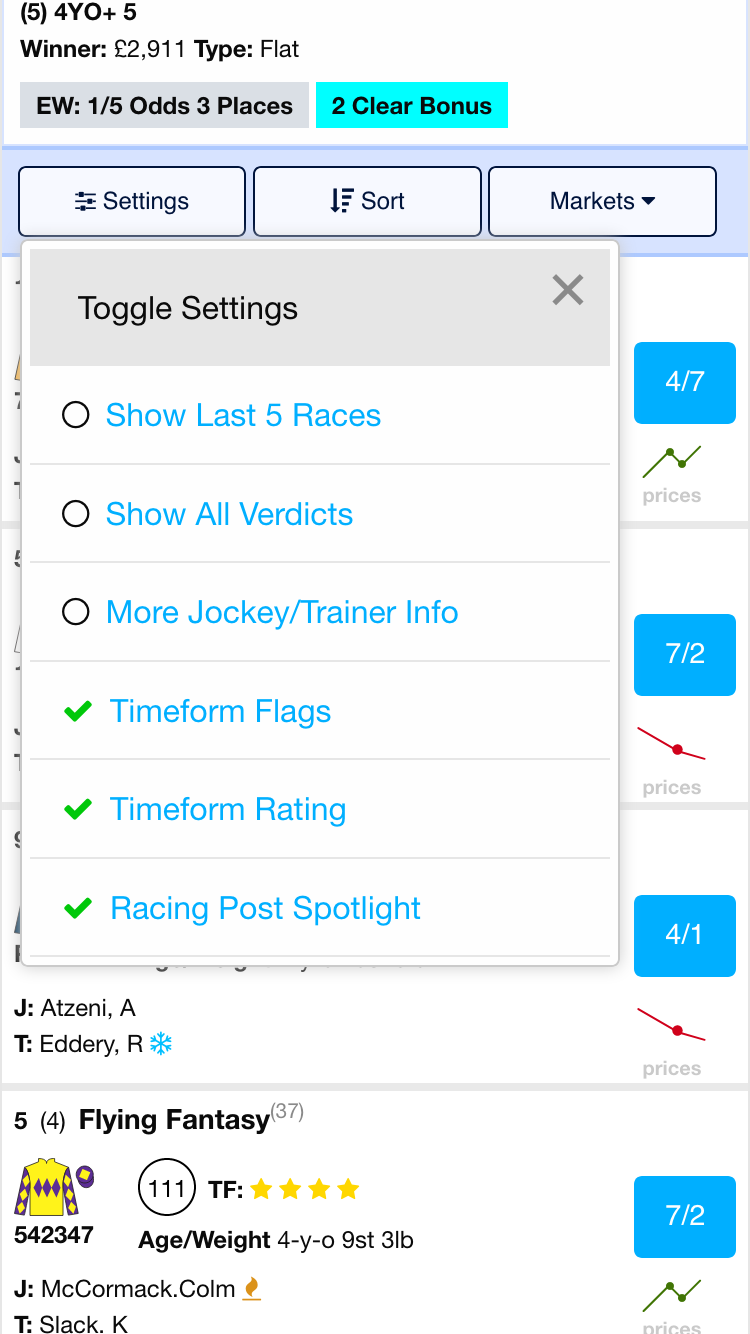 (5) 4YO+ 5
Winner: £2,911 Type: Flat
EW: 1/5 Odds 3 Places
2 Clear Bonus
Settings
Sort
Markets
Toggle Settings
Show Last 5 Races
Show All Verdicts
More Jockey/Trainer Info
Timeform Flags
Timeform Rating
Racing Post Spotlight
4/7
prices
7/2
prices
4/1
J: Atzeni, A
T: Eddery, R
prices
5 (4) Flying Fantasy(37)
111 TF:
542347
Age/Weight 4-y-o 9st 3lb
7/2
J: McCormack.Colm
T: Slack, K
prices